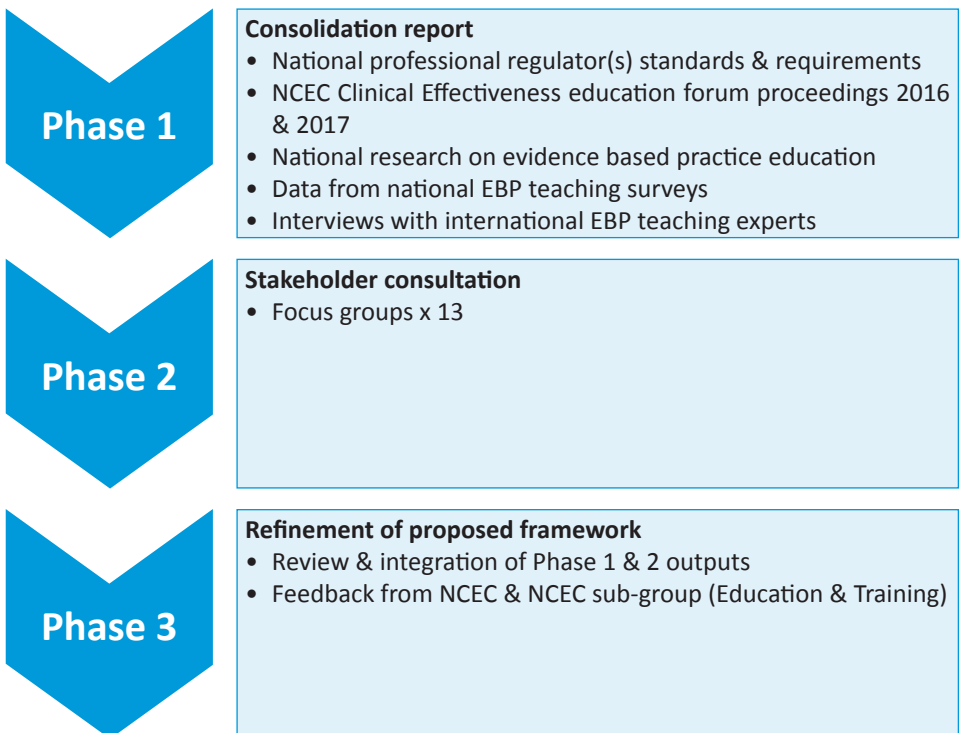 Phase 1
Consolidation report
• National professional regulator(s) standards & requirements
• NCEC Clinical Effectiveness education forum proceedings 2016
& 2017
• National research on evidence based practice education
• Data from national EBP teaching surveys
• Interviews with international EBP teaching experts
Phase 2
Stakeholder consultation
• Focus groups x 13
Phase 3
Refinement of proposed framework
• Review & integration of Phase 1 & 2 outputs
• Feedback from NCEC & NCEC sub-group (Education & Training)